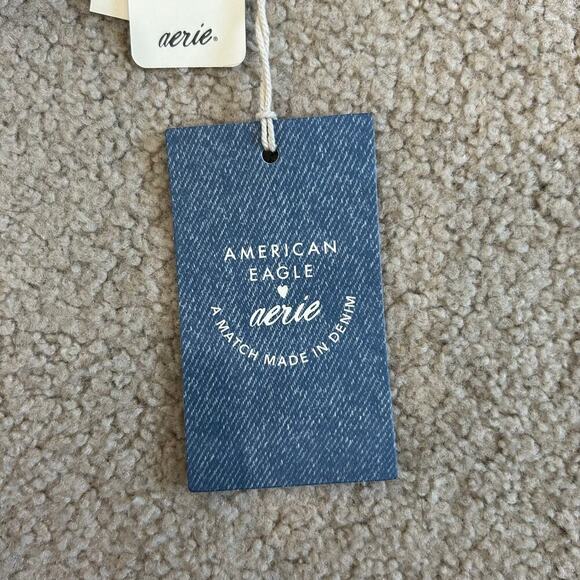 aerie®
AMERICAN
EAGLE
aerie
A MATCH MADE IN DENIM